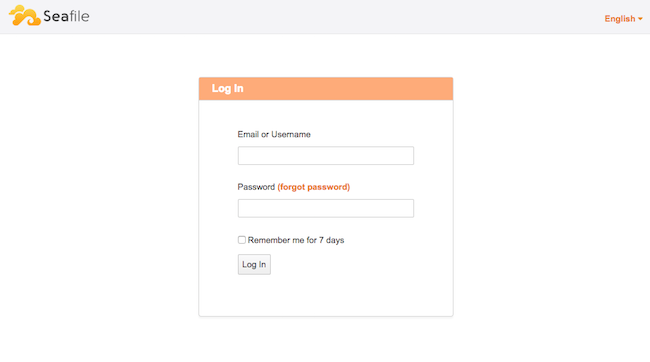 Seafile
English
Log In
Email or Username
Password (forgot password)
Remember me for 7 days
Log In